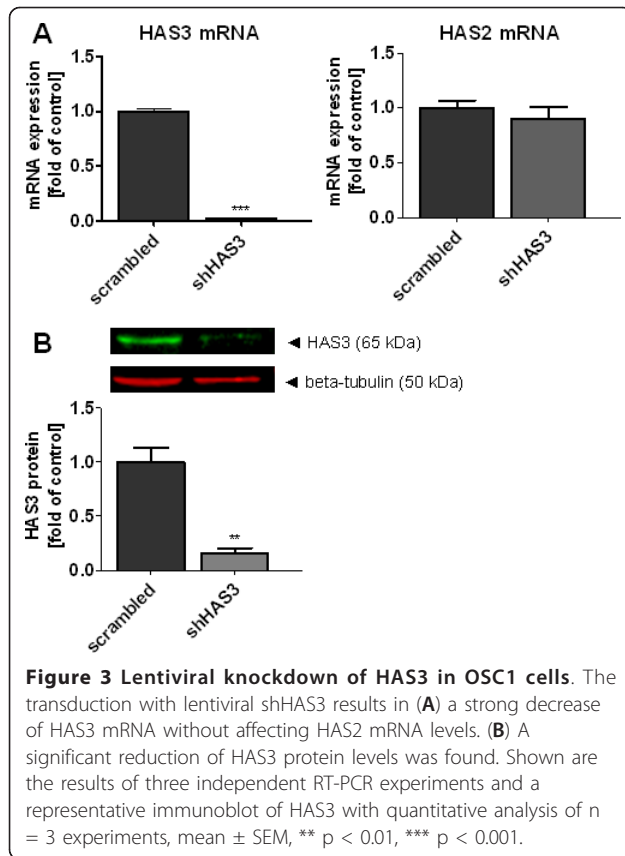 A
HAS3 mRNA
HAS2 mRNA
mRNA expression
[fold of control]
1.5
1.0
0.5
0.0
***
scrambled
shHAS3
mRNA expression
[fold of control]
1.5
1.0
0.5
0.0
scrambled
shHAS3
B
HAS3 (65 kDa)
beta-tubulin (50 kDa)
HAS3 protein
[fold of control]
1.5
1.0
0.5
0.0
**
scrambled
shHAS3
Figure 3 Lentiviral knockdown of HAS3 in OSC1 cells. The
transduction with lentiviral shHAS3 results in (A) a strong decrease
of HAS3 mRNA without affecting HAS2 mRNA levels. (B) A
significant reduction of HAS3 protein levels was found. Shown are
the results of three independent RT-PCR experiments and a
representative immunoblot of HAS3 with quantitative analysis of n
= 3 experiments, mean ± SEM, ** p < 0.01, *** p < 0.001.